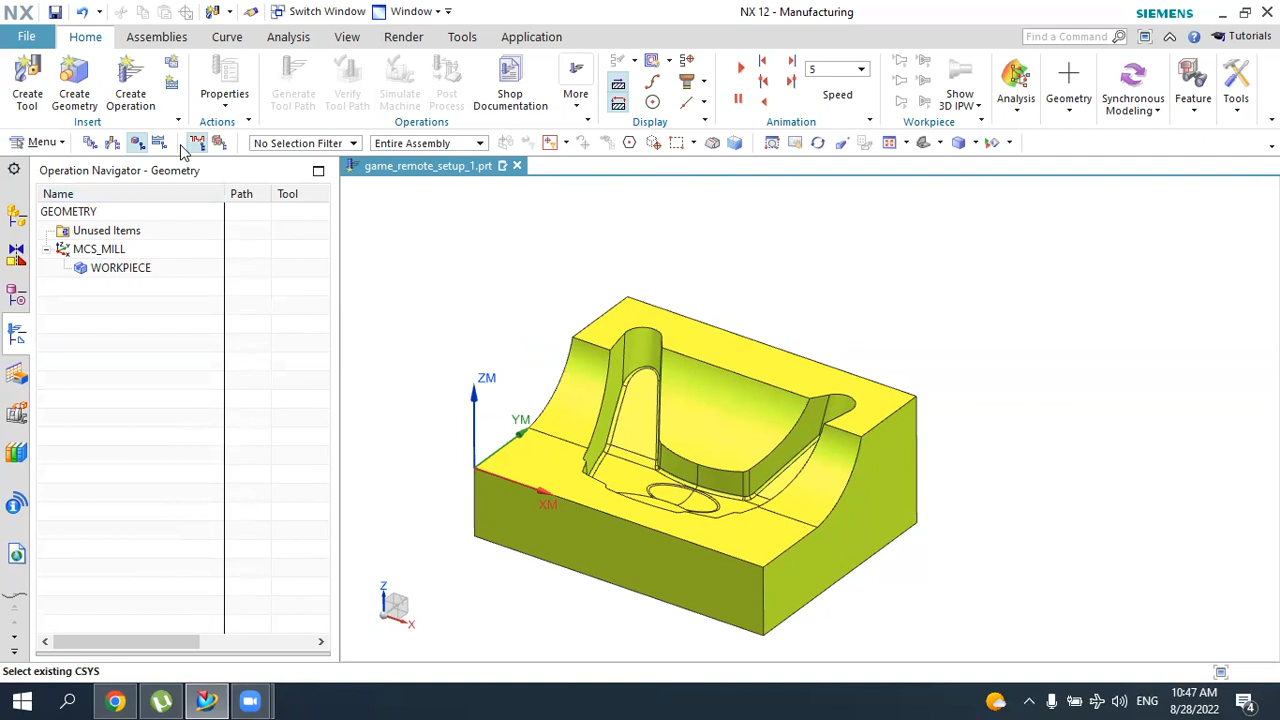 NX
Switch Window
Window
NX 12 - Manufacturing
SIEMENS
File
Home
Assemblies
Curve
Analysis
View
Render
Tools
Application
Find a Command
Tutorials
Create Tool
Create Geometry
Create Operation
Properties
Generate Tool Path
Verify Tool Path
Simulate Machine
Post Process
Shop Documentation
More
5
Speed
Show 3D IPW
Analysis
Geometry
Synchronous Modeling
Feature
Tools
Insert
Actions
Operations
Display
Animation
Workpiece
Menu
No Selection Filter
Entire Assembly
Operation Navigator - Geometry
game_remote_setup_1.prt
Name
Path
Tool
GEOMETRY
Unused Items
MCS_MILL
WORKPIECE
ZM
YM
XM
Z
X
Select existing CSYS
ENG
10:47 AM
8/28/2022
4